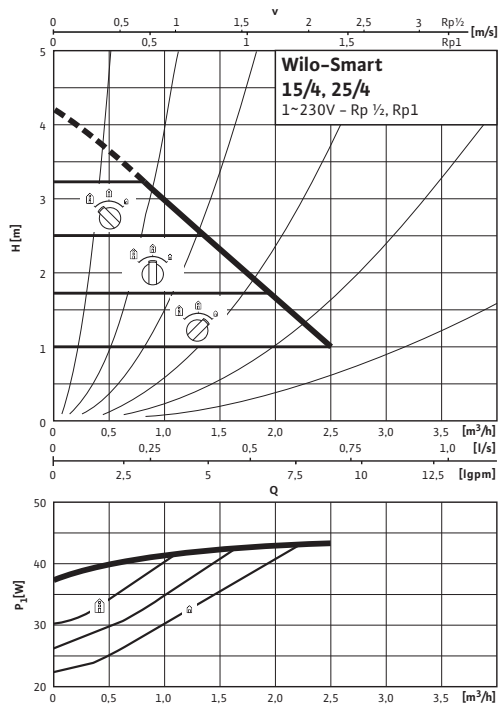 v
0 0,5 1 1,5 2 2,5 3 Rp½
[m/s]
0 0,5 1 1,5 Rp1
Wilo-Smart
15/4, 25/4
1~230V – Rp ½, Rp1
5
4
3
H [m]
2
1
0
0 0,5 1,0 1,5 2,0 2,5 3,0 3,5 [m³/h]
0 0,25 0,5 0,75 1,0 [l/s]
0 2,5 5 7,5 10 12,5 [Igpm]
Q
50
40
P₁[W]
30
20
0 0,5 1,0 1,5 2,0 2,5 3,0 3,5 [m³/h]